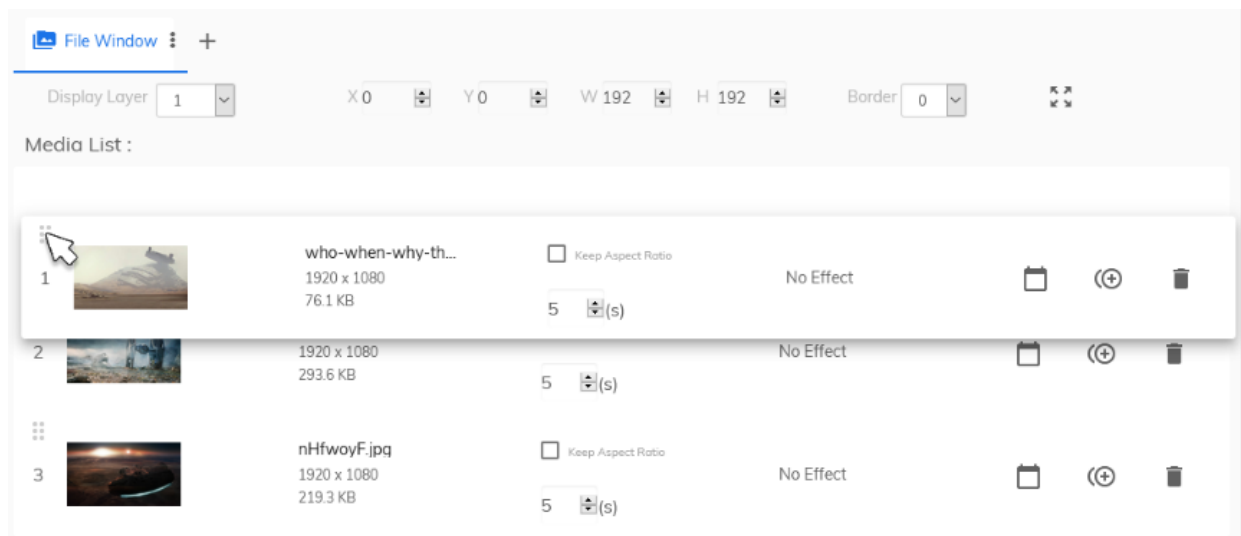 File Window
Display Layer 1 X 0 Y 0 W 192 H 192 Border 0
Media List :
who-when-why-th...
Keep Aspect Ratio
1
1920 x 1080
No Effect
76.1 KB
5 (s)
2
1920 x 1080
No Effect
293.6 KB
5 (s)
nHfwoyF.jpg
Keep Aspect Ratio
3
1920 x 1080
No Effect
219.3 KB
5 (s)